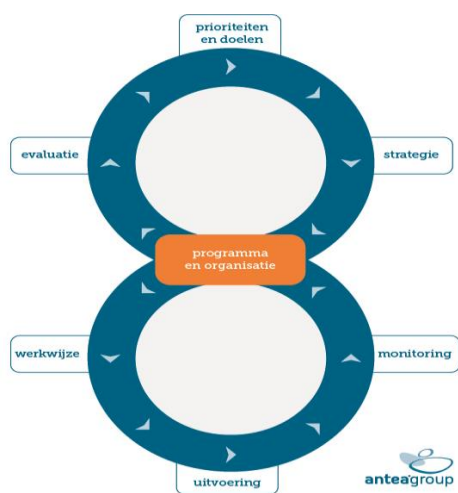 prioriteiten
en doelen
evaluatie
strategie
programma
en organisatie
werkwijze
monitoring
uitvoering
anteagroup